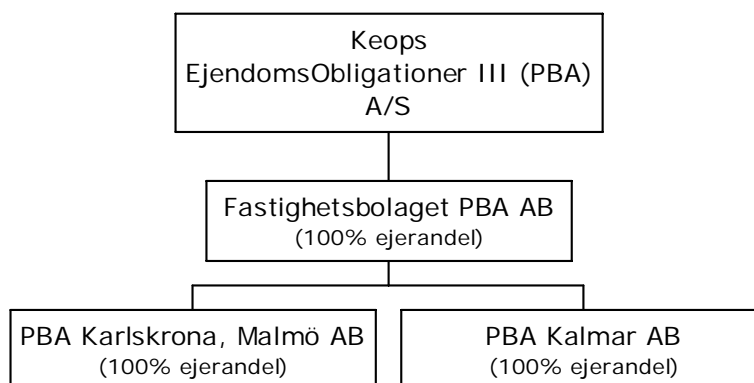 Keops
EjendomsObligationer III (PBA)
A/S
Fastighetsbolaget PBA AB
(100% ejerandel)
PBA Karlskrona, Malmö AB
(100% ejerandel)
PBA Kalmar AB
(100% ejerandel)